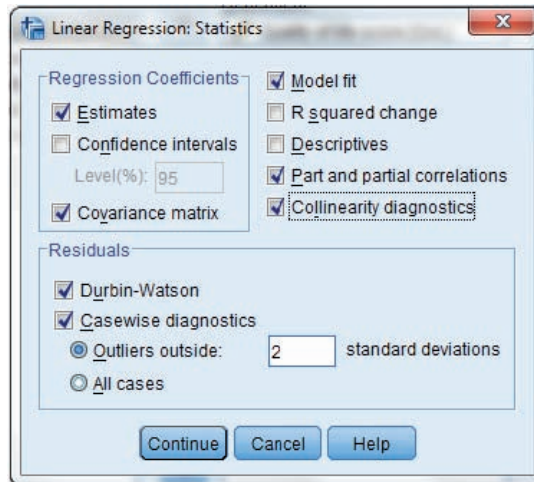 Linear Regression: Statistics
Regression Coefficients
Estimates
Confidence intervals
Level(%): 95
Covariance matrix
Model fit
R squared change
Descriptives
Part and partial correlations
Collinearity diagnostics
Residuals
Durbin-Watson
Casewise diagnostics
Outliers outside: 2 standard deviations
All cases
Continue Cancel Help